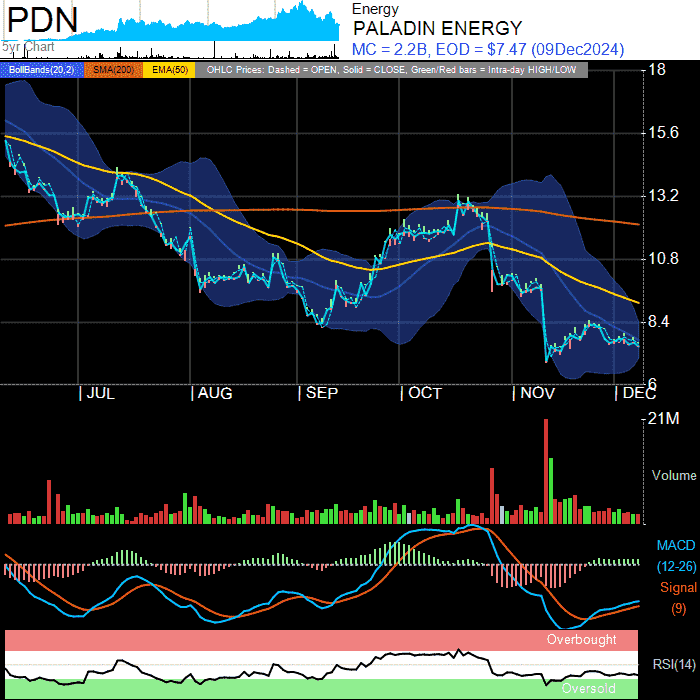 PDN
5yr Chart
Energy
PALADIN ENERGY
MC = 2.2B, EOD = $7.47 (09Dec2024)
BollBands(20,2) SMA(200) EMA(50) OHLC Prices: Dashed = OPEN, Solid = CLOSE, Green/Red bars = Intra-day HIGH/LOW
18
15.6
13.2
10.8
8.4
6
JUL AUG SEP OCT NOV DEC
21M
Volume
MACD
(12-26)
Signal
(9)
Overbought
RSI(14)
Oversold